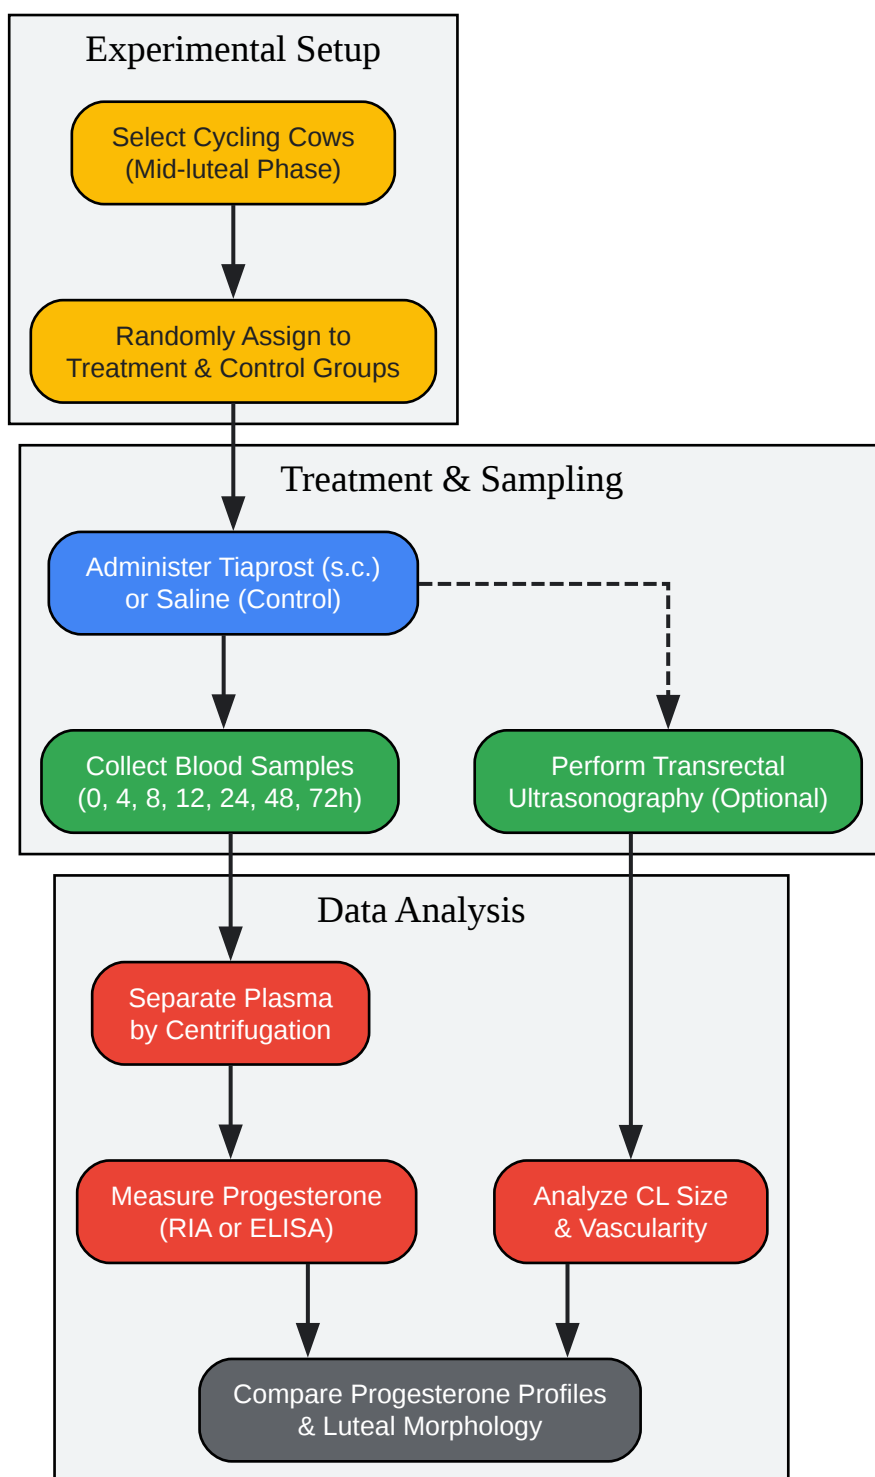 Experimental Setup
Select Cycling Cows
(Mid-luteal Phase)
Randomly Assign to
Treatment & Control Groups
Treatment & Sampling
Administer Tiaprost (s.c.)
or Saline (Control)
Collect Blood Samples
(0, 4, 8, 12, 24, 48, 72h)
Perform Transrectal
Ultrasonography (Optional)
Data Analysis
Separate Plasma
by Centrifugation
Measure Progesterone
(RIA or ELISA)
Analyze CL Size
& Vascularity
Compare Progesterone Profiles
& Luteal Morphology